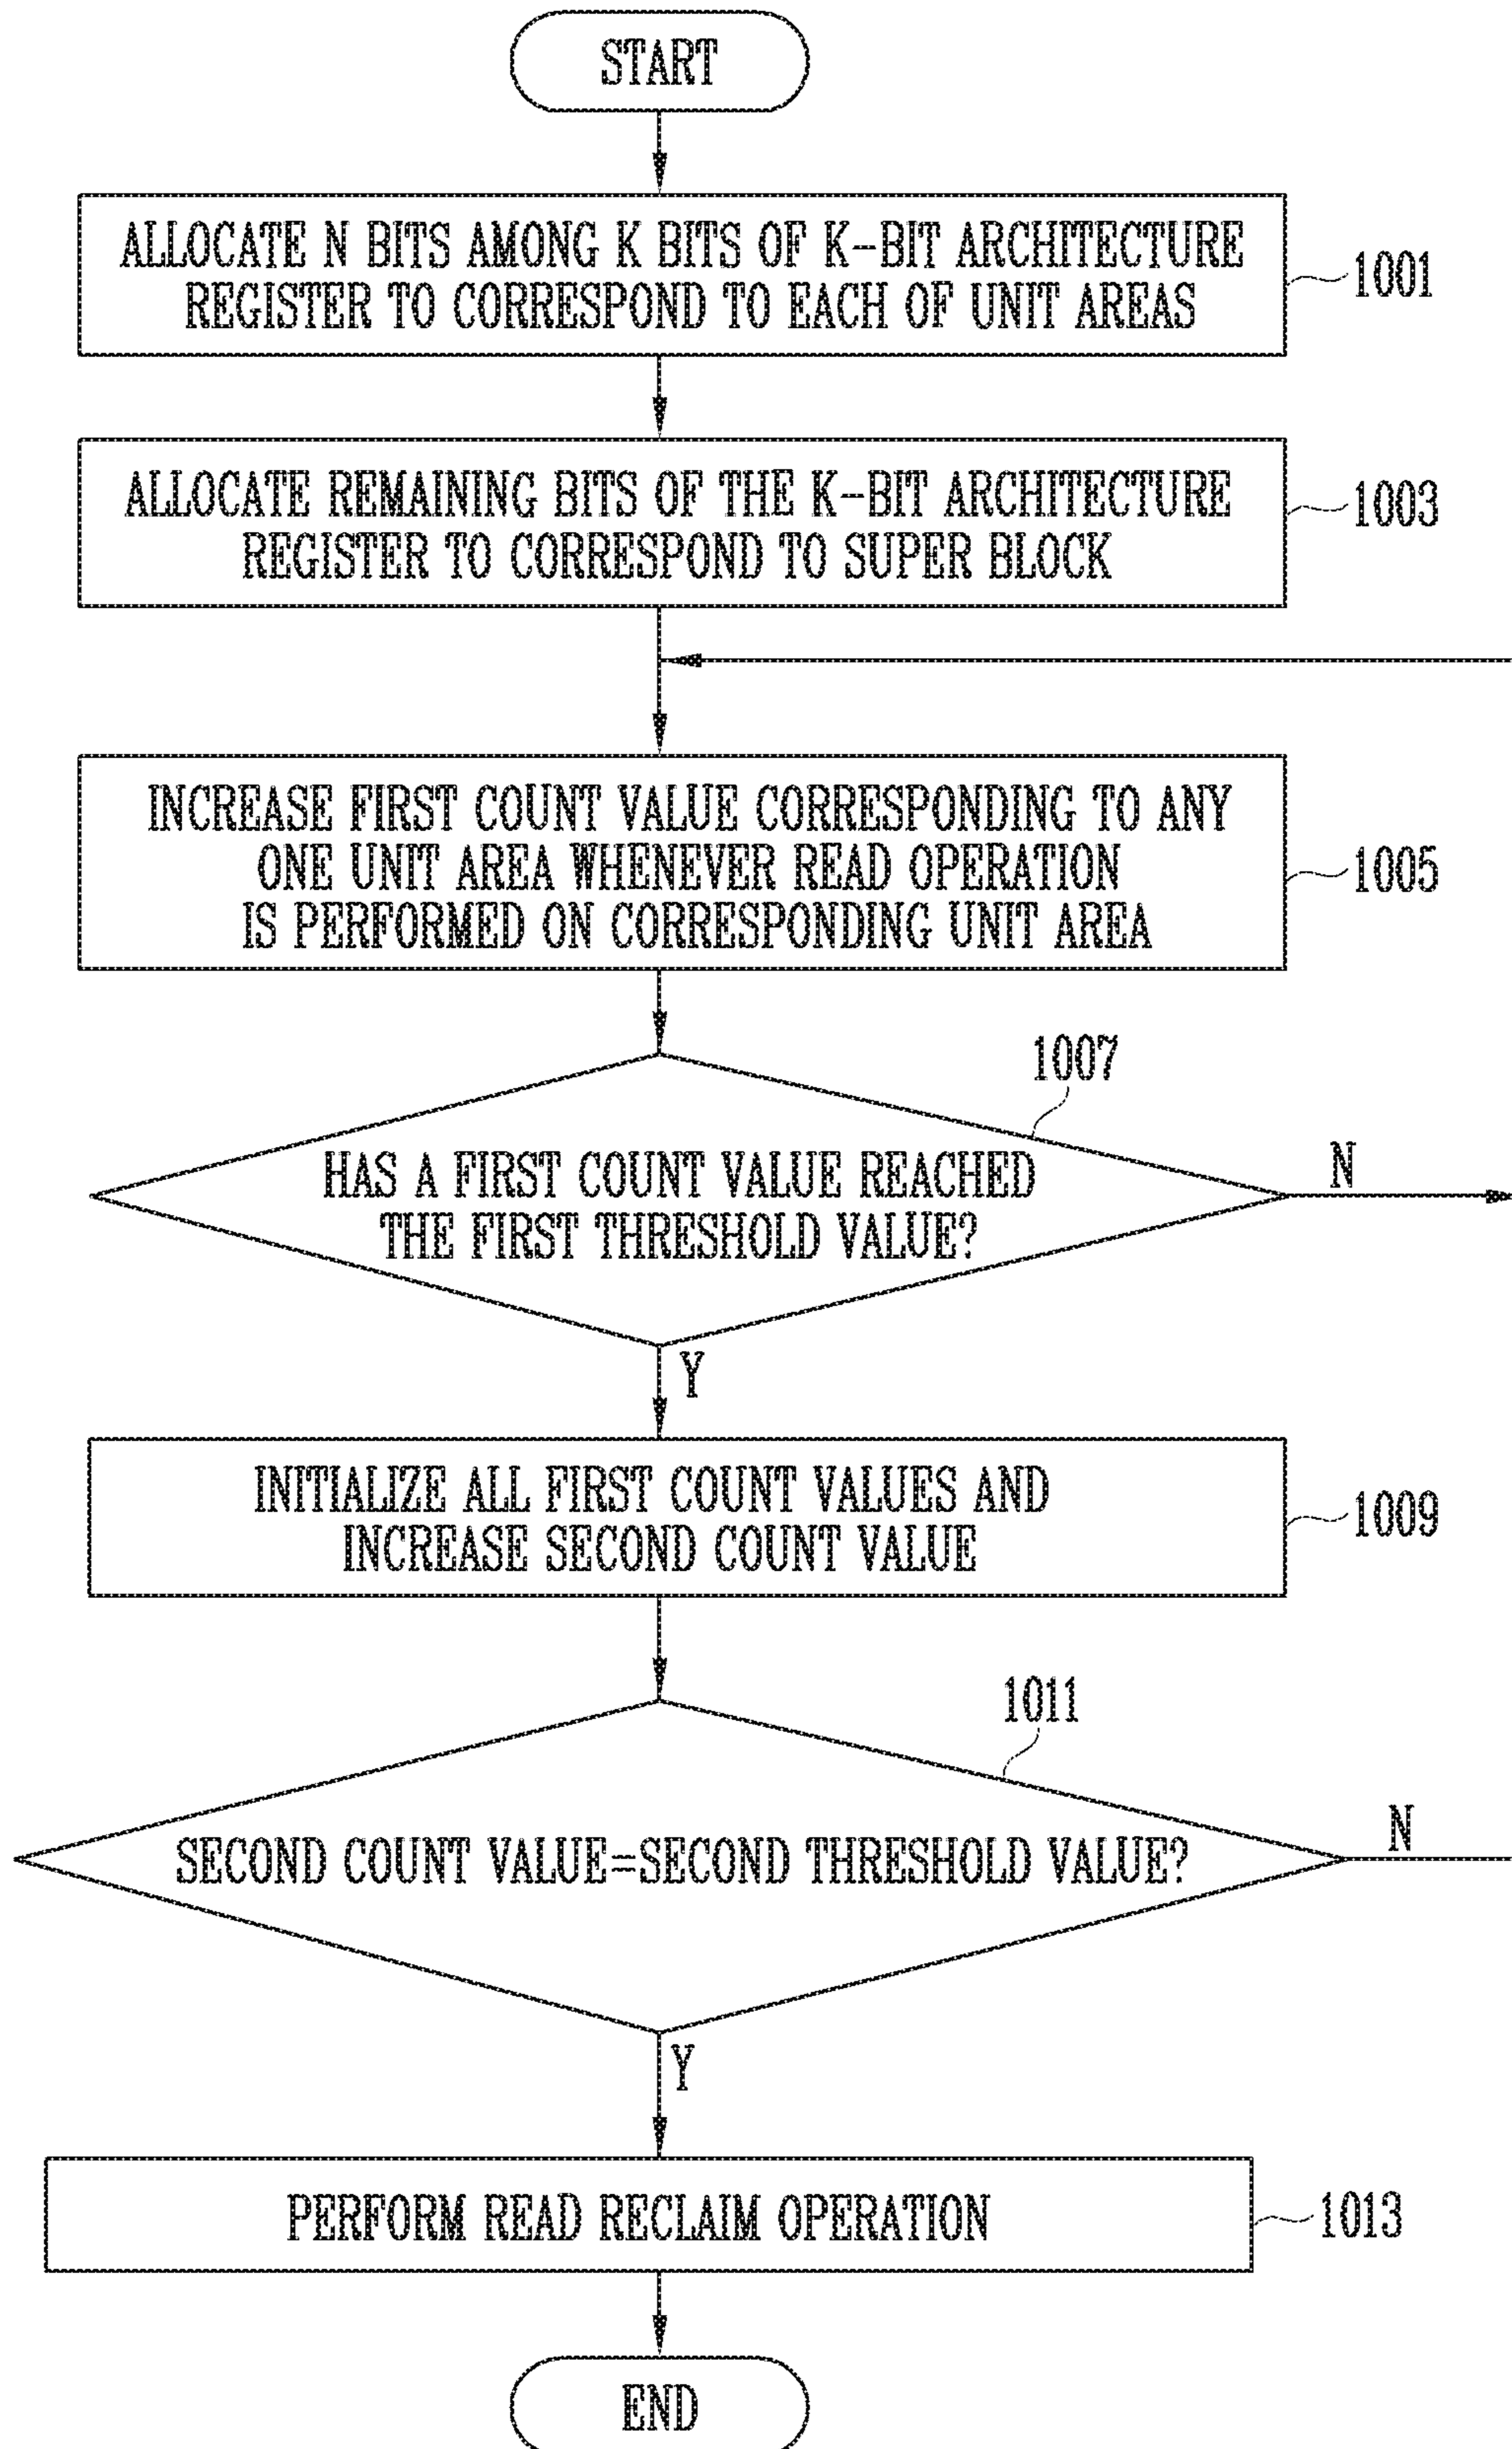 START
ALLOCATE N BITS AMONG K BITS OF K-BIT ARCHITECTURE
REGISTER TO CORRESPOND TO EACH OF UNIT AREAS
1001
ALLOCATE REMAINING BITS OF THE K-BIT ARCHITECTURE
REGISTER TO CORRESPOND TO SUPER BLOCK
1003
INCREASE FIRST COUNT VALUE CORRESPONDING TO ANY
ONE UNIT AREA WHENEVER READ OPERATION
IS PERFORMED ON CORRESPONDING UNIT AREA
1005
1007
HAS A FIRST COUNT VALUE REACHED
THE FIRST THRESHOLD VALUE?
N
Y
INITIALIZE ALL FIRST COUNT VALUES AND
INCREASE SECOND COUNT VALUE
1009
1011
SECOND COUNT VALUE=SECOND THRESHOLD VALUE?
N
Y
PERFORM READ RECLAIM OPERATION
1013
END